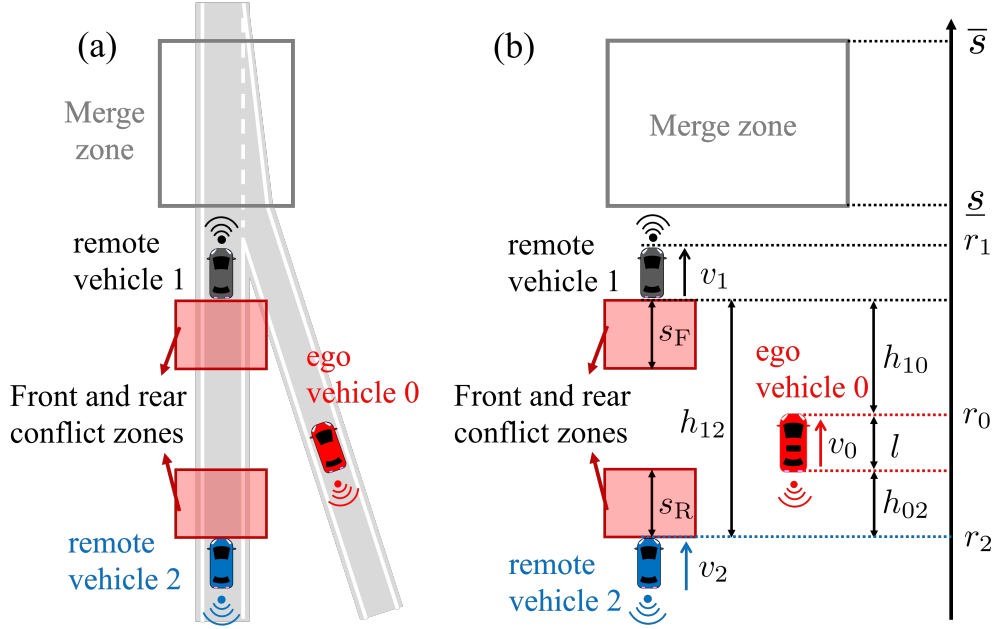 (a)
Merge
zone
remote
vehicle 1
ego
vehicle 0
Front and rear
conflict zones
remote
vehicle 2
(b)
Merge zone
remote
vehicle 1
v₁
s_F
ego
vehicle 0
Front and rear
conflict zones
h₁₂
v₀
l
h₁₀
h₀₂
s_R
remote
vehicle 2
v₂
s̅
s̲
r₁
r₀
r₂